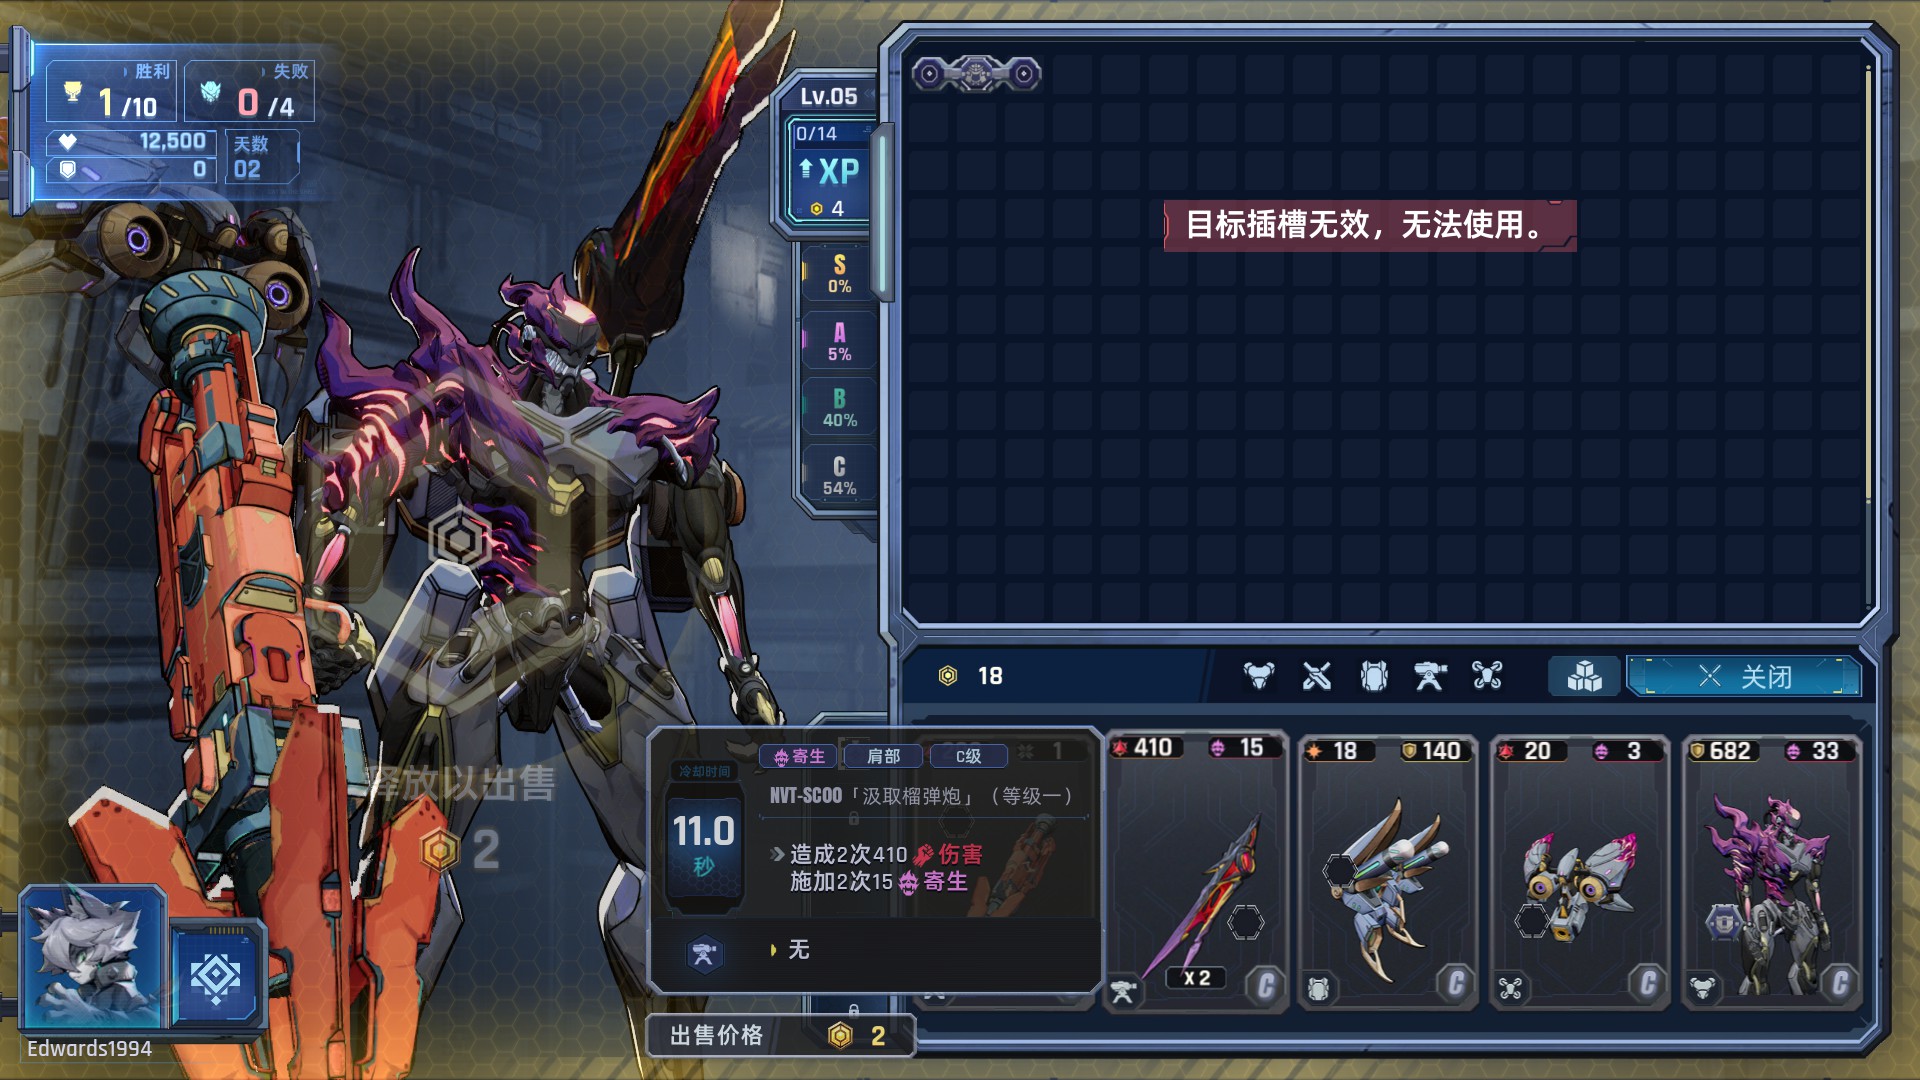 胜利
1/10
失败
0/4
12,500
0
天数
02
Lv.05
0/14
XP
4
S
0%
A
5%
B
40%
C
54%
目标插槽无效，无法使用。
18
关闭
释放以出售
2
寄生
肩部
C级
1
冷却时间
11.0
秒
NVT-SC00「汲取榴弹炮」（等级一）
造成2次410伤害
施加2次15寄生
无
出售价格
2
410
15
x2
C
18
140
C
20
3
C
682
33
C
Edwards1994